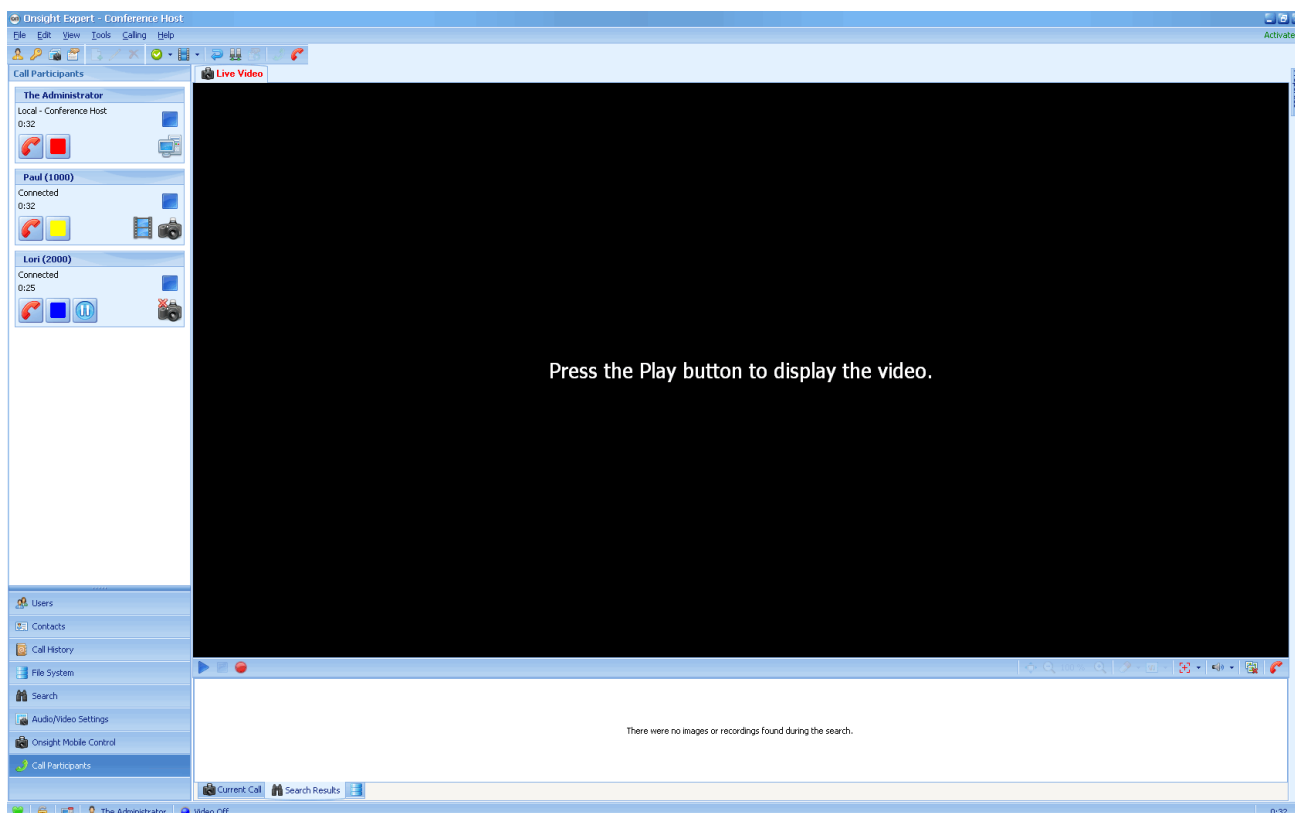 Onsight Expert - Conference Host
File Edit View Tools Calling Help
Activate
Call Participants
Live Video
The Administrator
Local - Conference Host
0:32
Paul (1000)
Connected
0:32
Lori (2000)
Connected
0:25
Press the Play button to display the video.
Users
Contacts
Call History
File System
Search
Audio/Video Settings
Onsight Mobile Control
Call Participants
There were no images or recordings found during the search.
Current Call Search Results
The Administrator Video Off 0:32